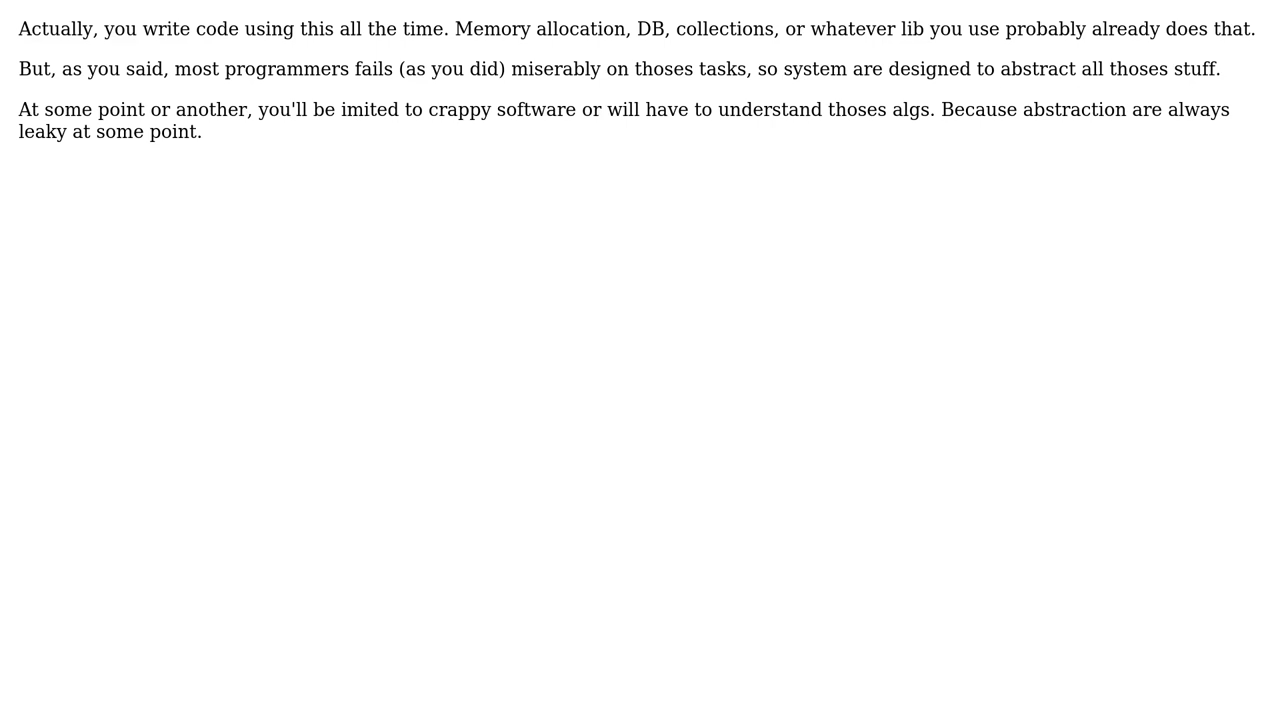 Actually, you write code using this all the time. Memory allocation, DB, collections, or whatever lib you use probably already does that.
But, as you said, most programmers fails (as you did) miserably on thoses tasks, so system are designed to abstract all thoses stuff.
At some point or another, you'll be imited to crappy software or will have to understand thoses algs. Because abstraction are always
leaky at some point.